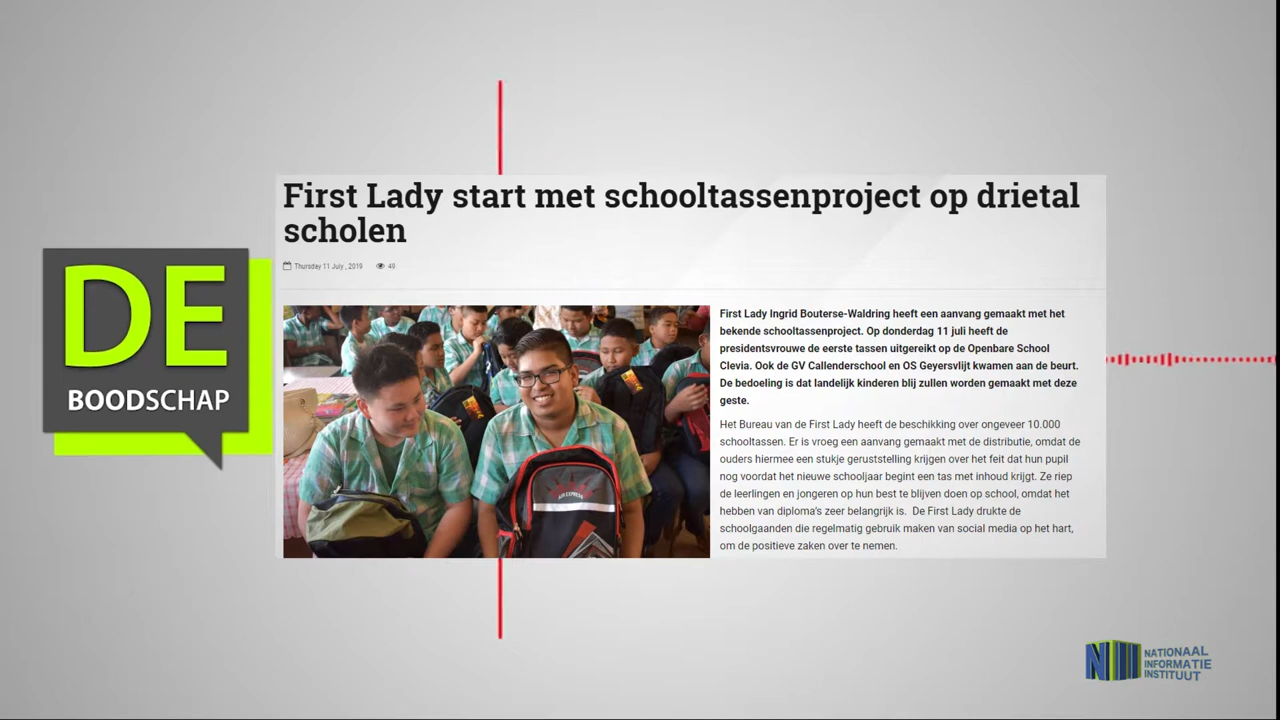 First Lady start met schooltassenproject op drietal
scholen
Thursday 11 July , 2019 49
DE
BOODSCHAP
First Lady Ingrid Bouterse-Waldring heeft een aanvang gemaakt met het
bekende schooltassenproject. Op donderdag 11 juli heeft de
presidentsvrouwe de eerste tassen uitgereikt op de Openbare School
Clevia. Ook de GV Callenderschool en OS Geyersvlijt kwamen aan de beurt.
De bedoeling is dat landelijk kinderen blij zullen worden gemaakt met deze
geste.
Het Bureau van de First Lady heeft de beschikking over ongeveer 10.000
schooltassen. Er is vroeg een aanvang gemaakt met de distributie, omdat de
ouders hiermee een stukje geruststelling krijgen over het feit dat hun pupil
nog voordat het nieuwe schooljaar begint een tas met inhoud krijgt. Ze riep
de leerlingen en jongeren op hun best te blijven doen op school, omdat het
hebben van diploma's zeer belangrijk is. De First Lady drukte de
schoolgaanden die regelmatig gebruik maken van social media op het hart,
om de positieve zaken over te nemen.
AIR EXPRESS
NII
NATIONAAL
INFORMATIE
INSTITUUT